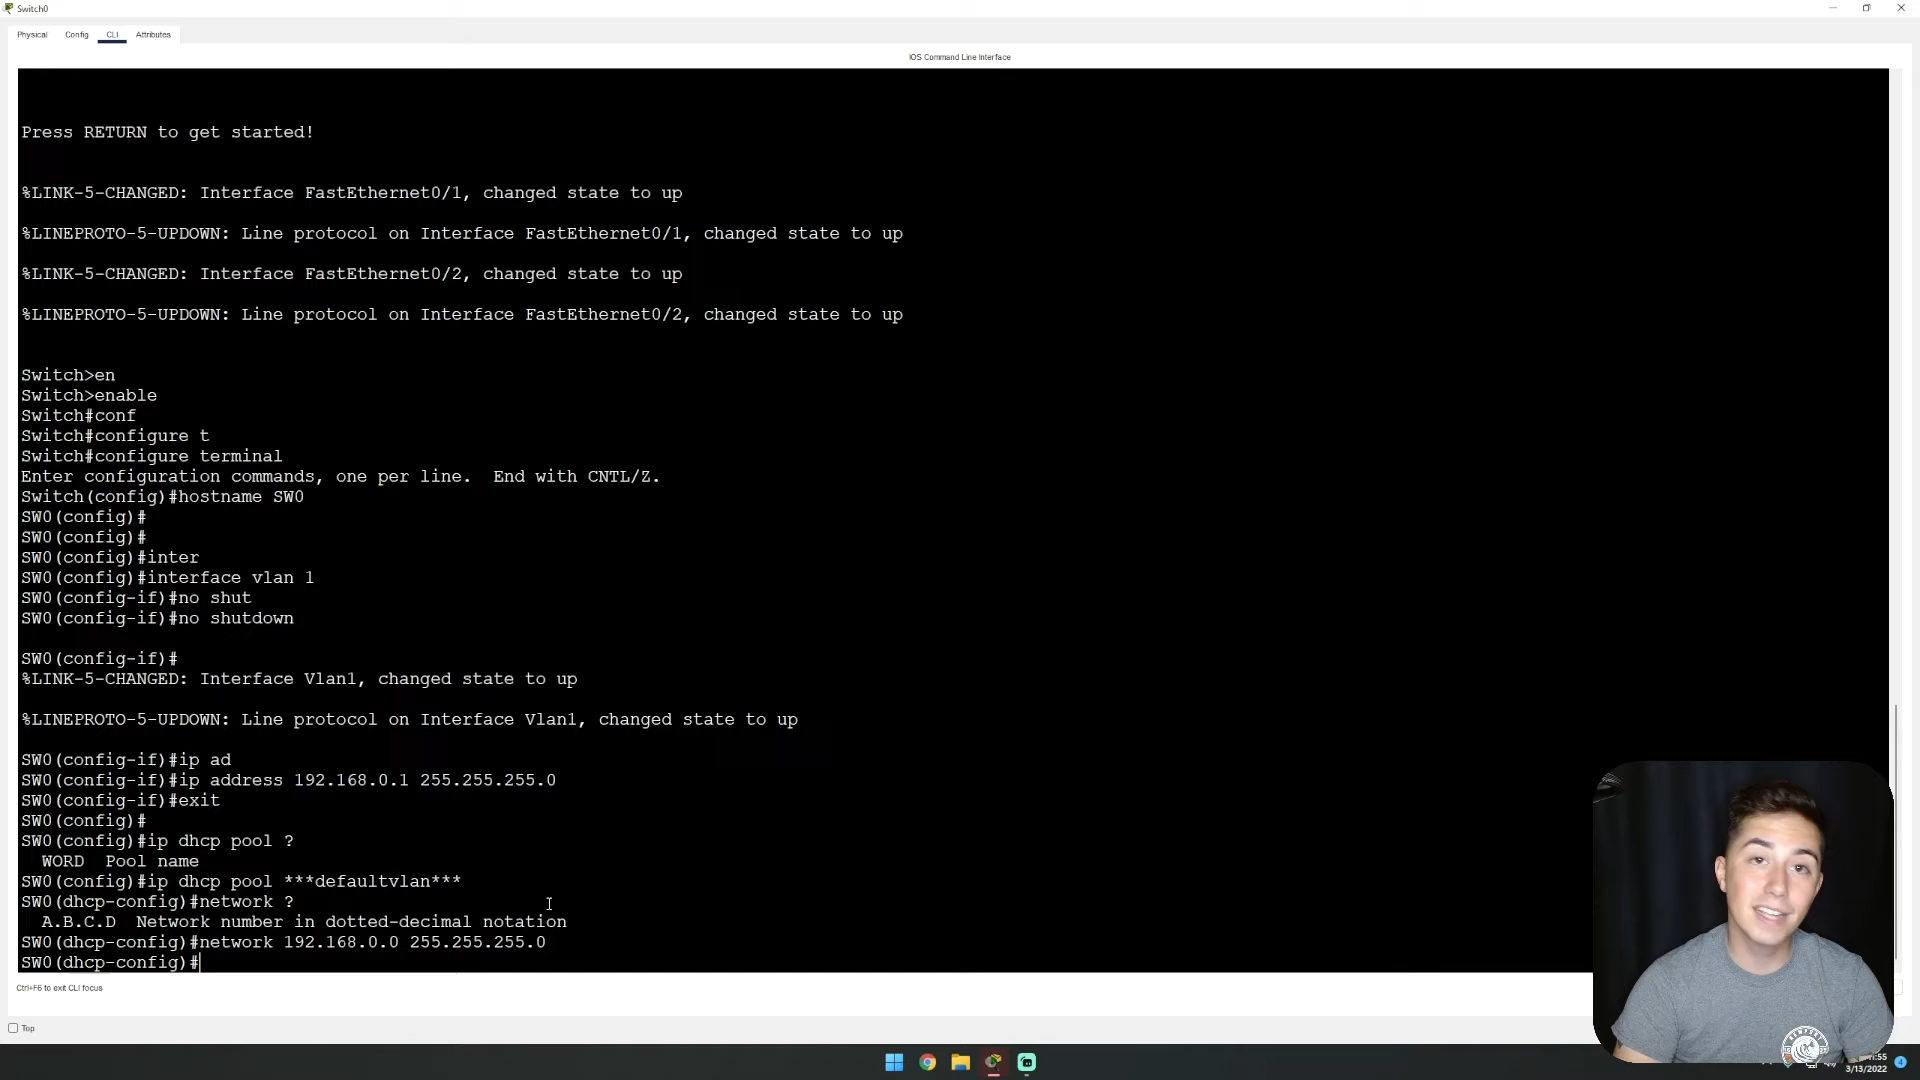 Switch0
Physical Config CLI Attributes
IOS Command Line Interface
Press RETURN to get started!
%LINK-5-CHANGED: Interface FastEthernet0/1, changed state to up
%LINEPROTO-5-UPDOWN: Line protocol on Interface FastEthernet0/1, changed state to up
%LINK-5-CHANGED: Interface FastEthernet0/2, changed state to up
%LINEPROTO-5-UPDOWN: Line protocol on Interface FastEthernet0/2, changed state to up
Switch>en
Switch>enable
Switch#conf
Switch#configure t
Switch#configure terminal
Enter configuration commands, one per line.  End with CNTL/Z.
Switch(config)#hostname SW0
SW0(config)#
SW0(config)#
SW0(config)#inter
SW0(config)#interface vlan 1
SW0(config-if)#no shut
SW0(config-if)#no shutdown
SW0(config-if)#
%LINK-5-CHANGED: Interface Vlan1, changed state to up
%LINEPROTO-5-UPDOWN: Line protocol on Interface Vlan1, changed state to up
SW0(config-if)#ip ad
SW0(config-if)#ip address 192.168.0.1 255.255.255.0
SW0(config-if)#exit
SW0(config)#
SW0(config)#ip dhcp pool ?
WORD  Pool name
SW0(config)#ip dhcp pool ***defaultvlan***
SW0(dhcp-config)#network ?
A.B.C.D  Network number in dotted-decimal notation
SW0(dhcp-config)#network 192.168.0.0 255.255.255.0
SW0(dhcp-config)#
Ctrl+F6 to exit CLI focus
Top
3/13/2022
4